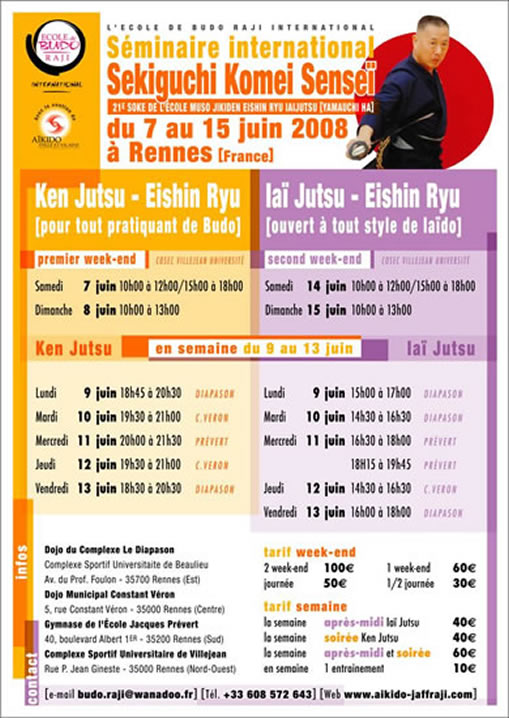 L'ECOLE DE BUDO RAJI INTERNATIONAL
ECOLE de
BUDO
RAJI
INTERNATIONAL
avec le soutien de
AÏKIDO
Séminaire international
Sekiguchi Komei Senseï
21E SOKE DE L'ÉCOLE MUSO JIKIDEN EISHIN RYU IAIJUTSU [YAMAUCHI HA]
du 7 au 15 juin 2008
à Rennes [France]
Ken Jutsu - Eishin Ryu
[pour tout pratiquant de Budo]
premier week-end COSEC VILLEJEAN UNIVERSITÉ
Samedi 7 juin 10h00 à 12h00/15h00 à 18h00
Dimanche 8 juin 10h00 à 13h00
Iaï Jutsu - Eishin Ryu
[ouvert à tout style de Iaïdo]
second week-end COSEC VILLEJEAN UNIVERSITÉ
Samedi 14 juin 10h00 à 12h00/15h00 à 18h00
Dimanche 15 juin 10h00 à 13h00
Ken Jutsu en semaine du 9 au 13 juin Iaï Jutsu
Lundi 9 juin 18h45 à 20h30 DIAPASON
Mardi 10 juin 19h30 à 21h00 C.VERON
Mercredi 11 juin 20h00 à 21h30 PRÉVERT
Jeudi 12 juin 19h30 à 21h00 C.VERON
Vendredi 13 juin 18h30 à 20h30 DIAPASON
Lundi 9 juin 15h00 à 17h00 DIAPASON
Mardi 10 juin 14h30 à 16h30 DIAPASON
Mercredi 11 juin 16h30 à 18h00 PRÉVERT
18H15 à 19h45 PRÉVERT
Jeudi 12 juin 14h30 à 16h30 C.VERON
Vendredi 13 juin 16h00 à 18h00 DIAPASON
infos
Dojo du Complexe Le Diapason
Complexe Sportif Universitaite de Beaulieu
Av. du Prof. Foulon - 35700 Rennes (Est)
Dojo Municipal Constant Véron
5, rue Constant Véron - 35000 Rennes (Centre)
Gymnase de l'École Jacques Prévert
40, boulevard Albert 1ER - 35200 Rennes (Sud)
Complexe Sportif Universitaire de Villejean
Rue P. Jean Gineste - 35000 Rennes (Nord-Ouest)
tarif week-end
2 week-end 100€ 1 week-end 60€
journée 50€ 1/2 journée 30€
tarif semaine
la semaine après-midi Iaï Jutsu 40€
la semaine soirée Ken Jutsu 40€
la semaine après-midi et soirée 60€
en semaine 1 entrainement 10€
contact
[e-mail budo.raji@wanadoo.fr] [Tél. +33 608 572 643] [Web www.aikido-jaffraji.com]